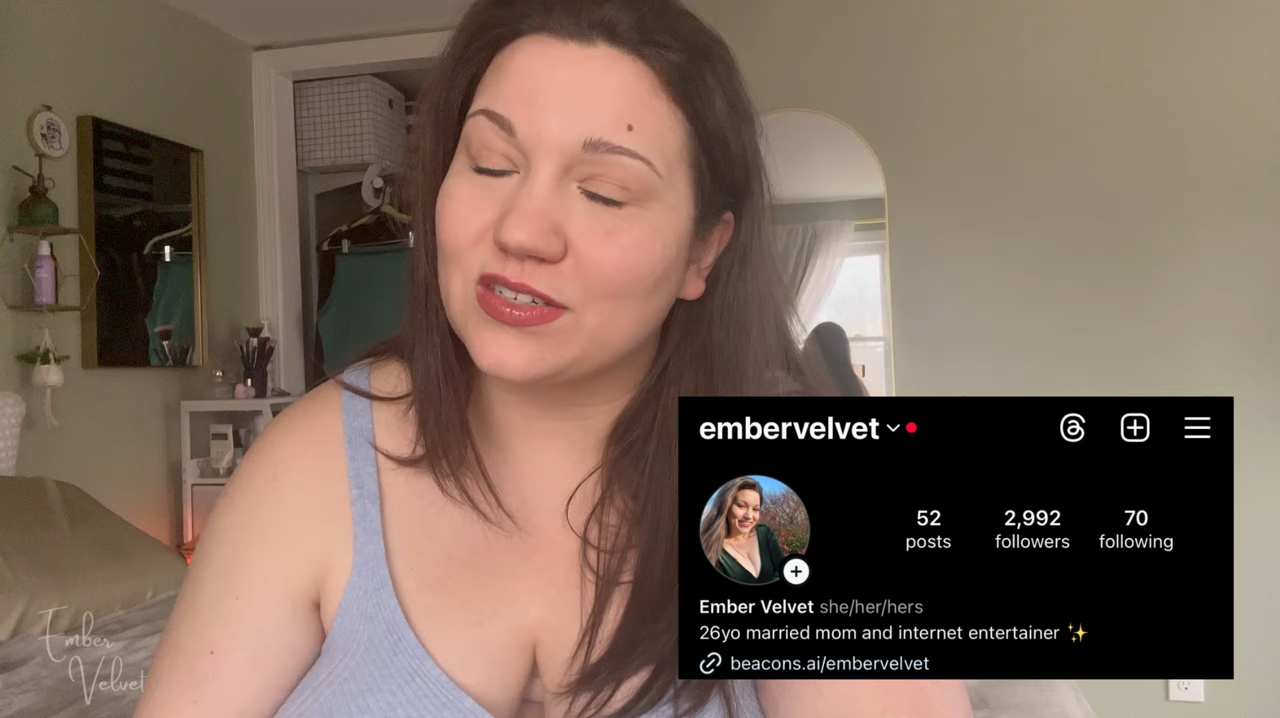 embervelvet
52 2,992 70
posts followers following
Ember Velvet she/her/hers
26yo married mom and internet entertainer ✨
beacons.ai/embervelvet
Ember
Velvet